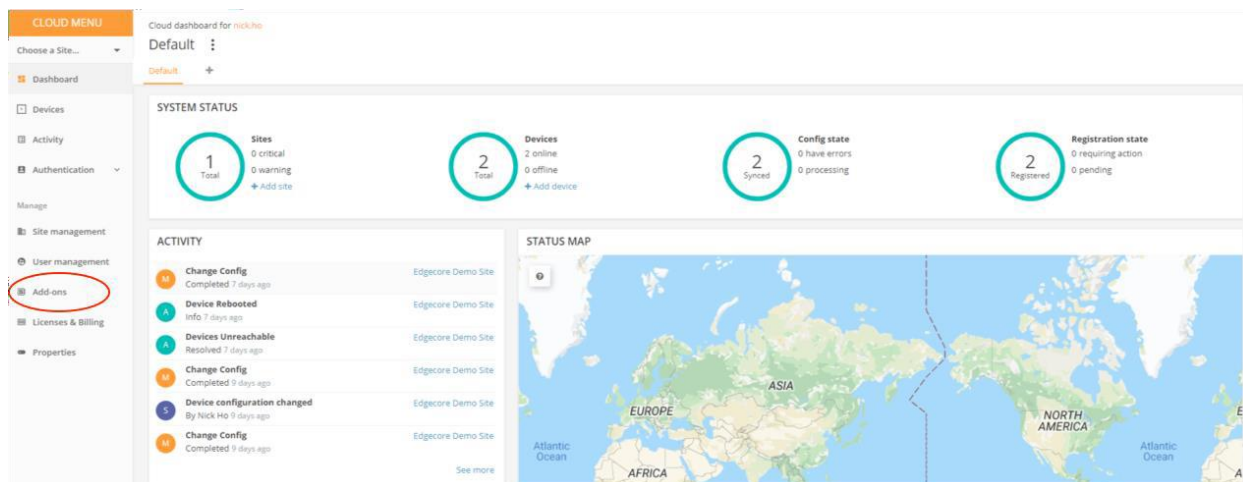 CLOUD MENU
Choose a Site...
Dashboard
Devices
Activity
Authentication
Manage
Site management
User management
Add-ons
Licenses & Billing
Properties
Cloud dashboard for nick.ho
Default
Default +
SYSTEM STATUS
1
Total
Sites
0 critical
0 warning
+ Add site
2
Total
Devices
2 online
0 offline
+ Add device
2
Synced
Config state
0 have errors
0 processing
2
Registered
Registration state
0 requiring action
0 pending
ACTIVITY
M
Change Config
Edgecore Demo Site
Completed 7 days ago
A
Device Rebooted
Edgecore Demo Site
Info 7 days ago
A
Devices Unreachable
Edgecore Demo Site
Resolved 7 days ago
M
Change Config
Edgecore Demo Site
Completed 9 days ago
S
Device configuration changed
Edgecore Demo Site
By Nick Ho 9 days ago
M
Change Config
Edgecore Demo Site
Completed 9 days ago
See more
STATUS MAP
ASIA
EUROPE
NORTH
AMERICA
Atlantic
Ocean
AFRICA
Atlantic
Ocean
E
A